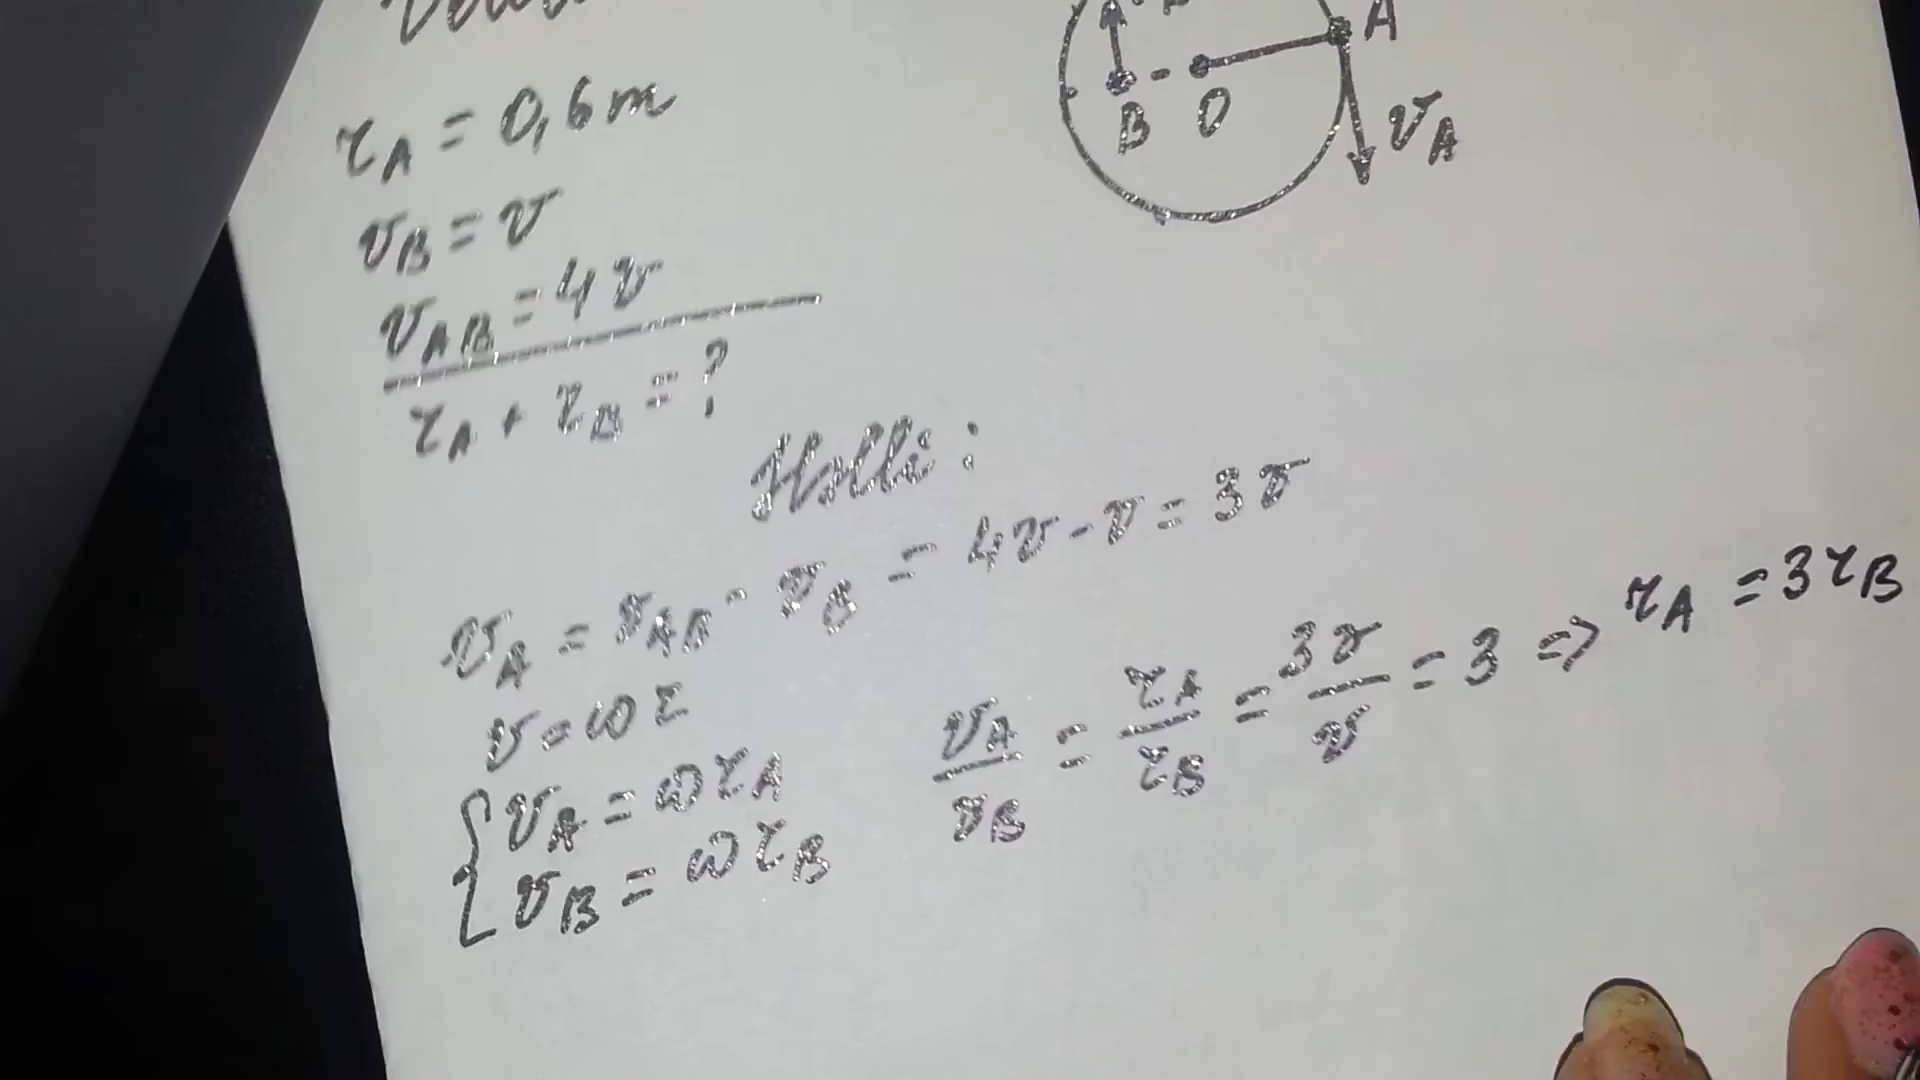 r_A = 0,6 m
v_B = v
v_AB = 4v
r_A + r_B = ?
A
B O
v_A
Həlli:
v_A = v_AB - v_B = 4v - v = 3v
v = ωr
v_A = ωr_A
v_B = ωr_B
v_A/v_B = r_A/r_B = 3v/v = 3 => r_A = 3r_B